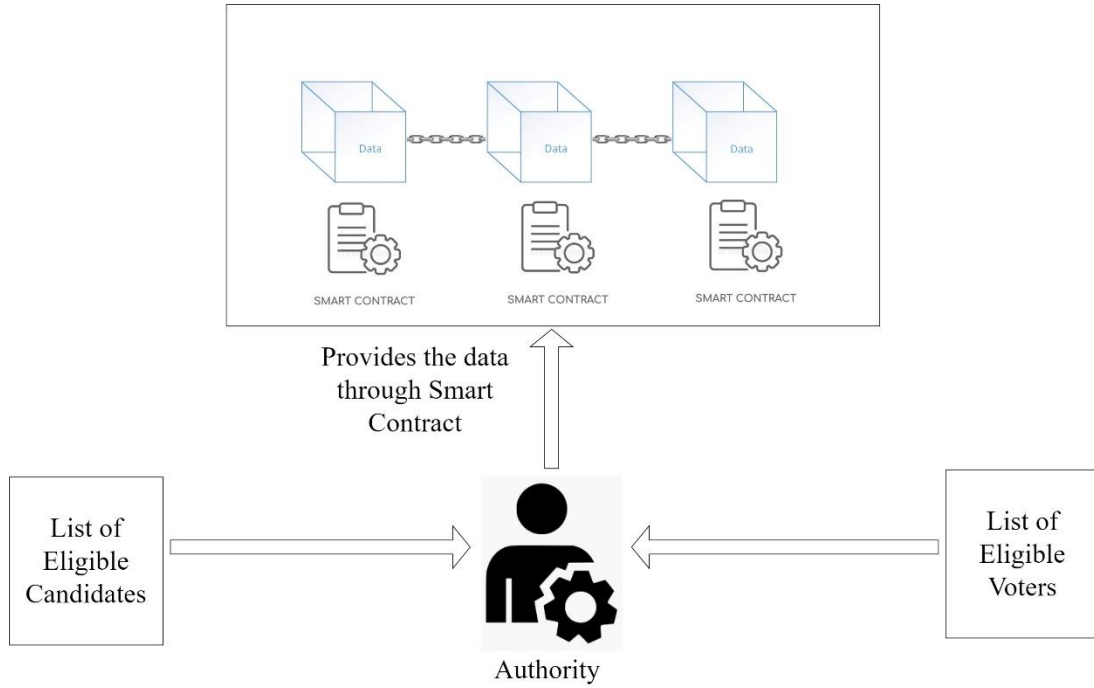 Data
Data
Data
SMART CONTRACT
SMART CONTRACT
SMART CONTRACT
Provides the data
through Smart
Contract
List of
Eligible
Candidates
List of
Eligible
Voters
Authority